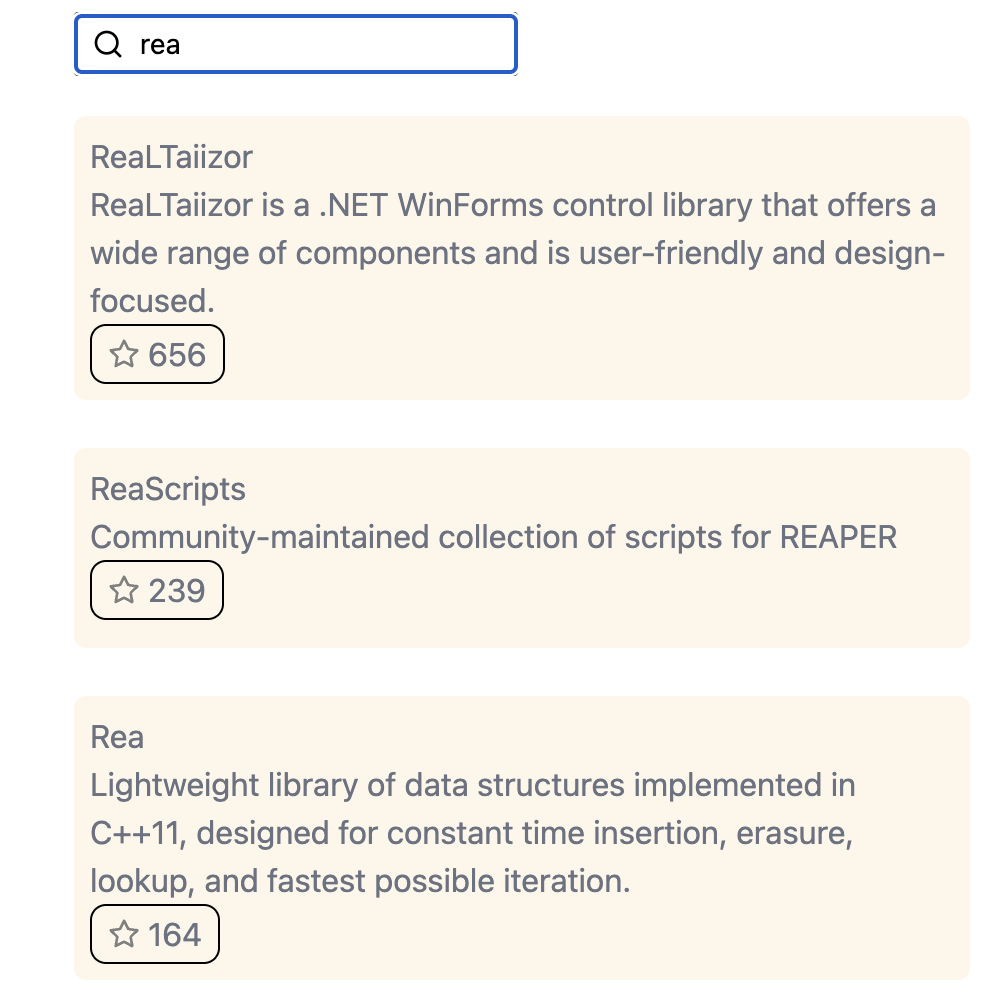 rea
ReaLTaiizor
ReaLTaiizor is a .NET WinForms control library that offers a
wide range of components and is user-friendly and design-
focused.
656
ReaScripts
Community-maintained collection of scripts for REAPER
239
Rea
Lightweight library of data structures implemented in
C++11, designed for constant time insertion, erasure,
lookup, and fastest possible iteration.
164